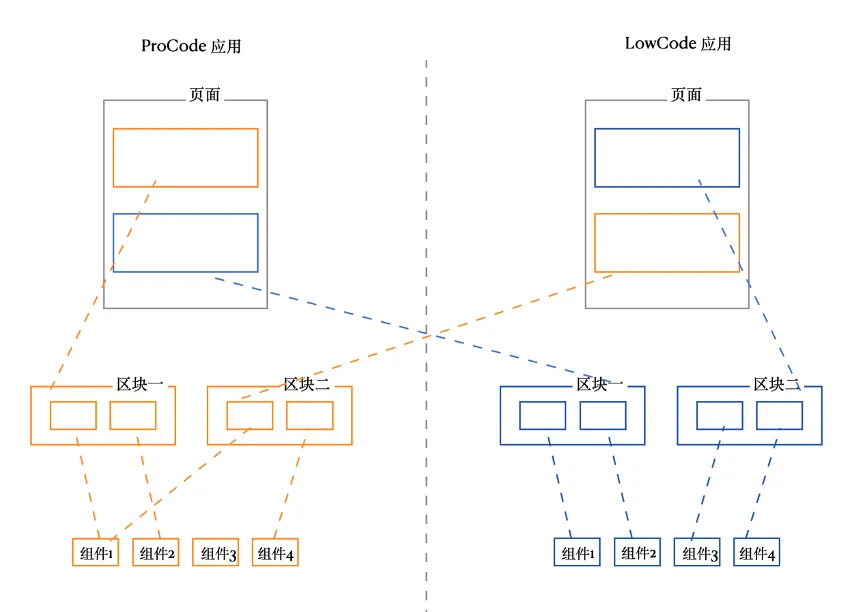 ProCode 应用
LowCode 应用
页面
页面
区块一
区块二
区块一
区块二
组件1
组件2
组件3
组件4
组件1
组件2
组件3
组件4